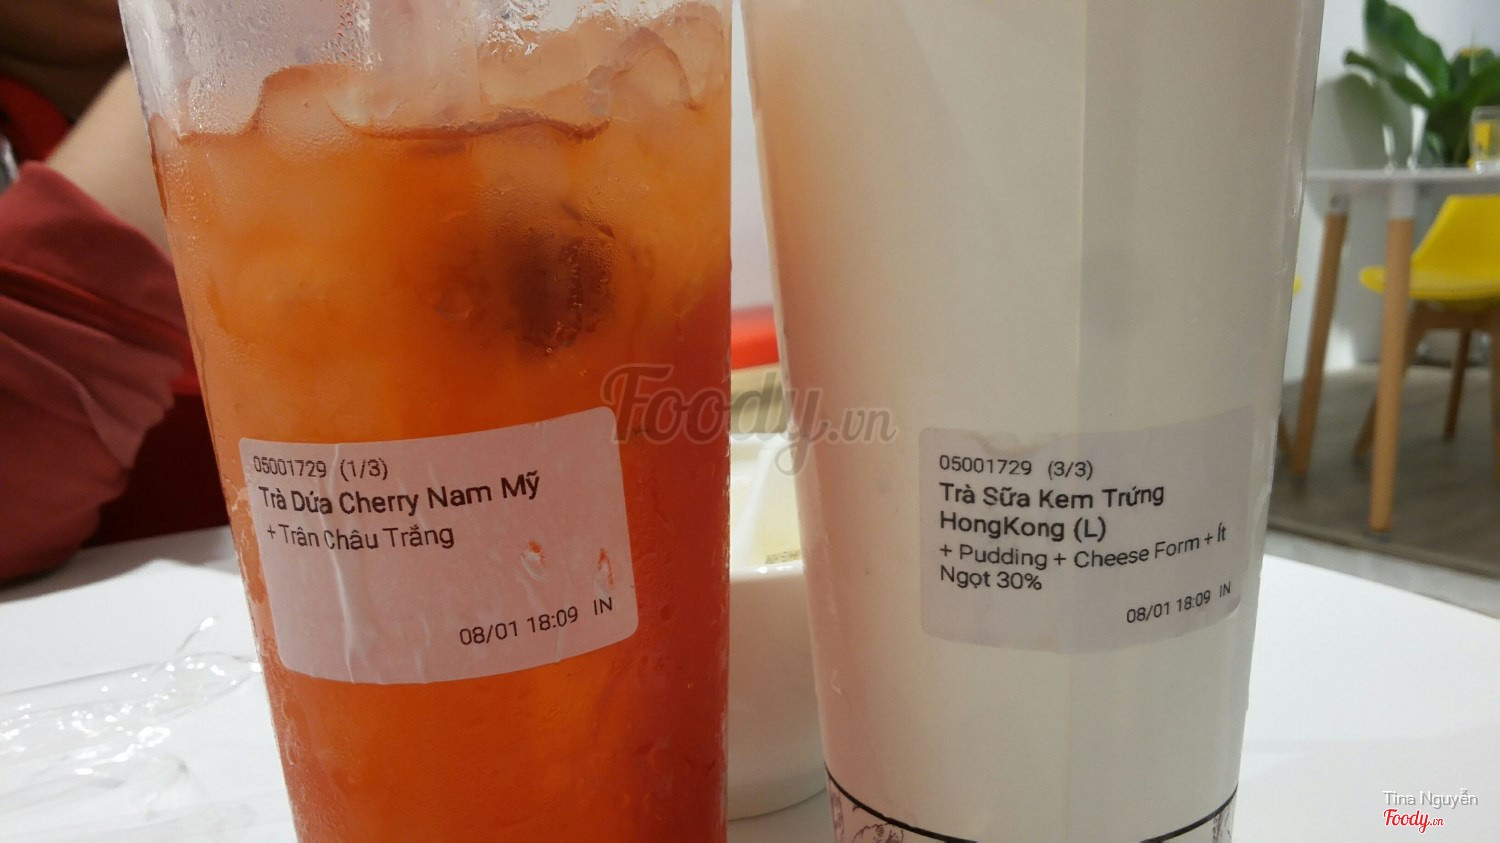 05001729 (1/3)
Trà Dứa Cherry Nam Mỹ
+ Trân Châu Trắng
08/01 18:09 IN
Foody.vn
05001729 (3/3)
Trà Sữa Kem Trứng
HongKong (L)
+ Pudding + Cheese Form + Ít
Ngọt 30%
08/01 18:09 IN
Tina Nguyễn
Foody.vn